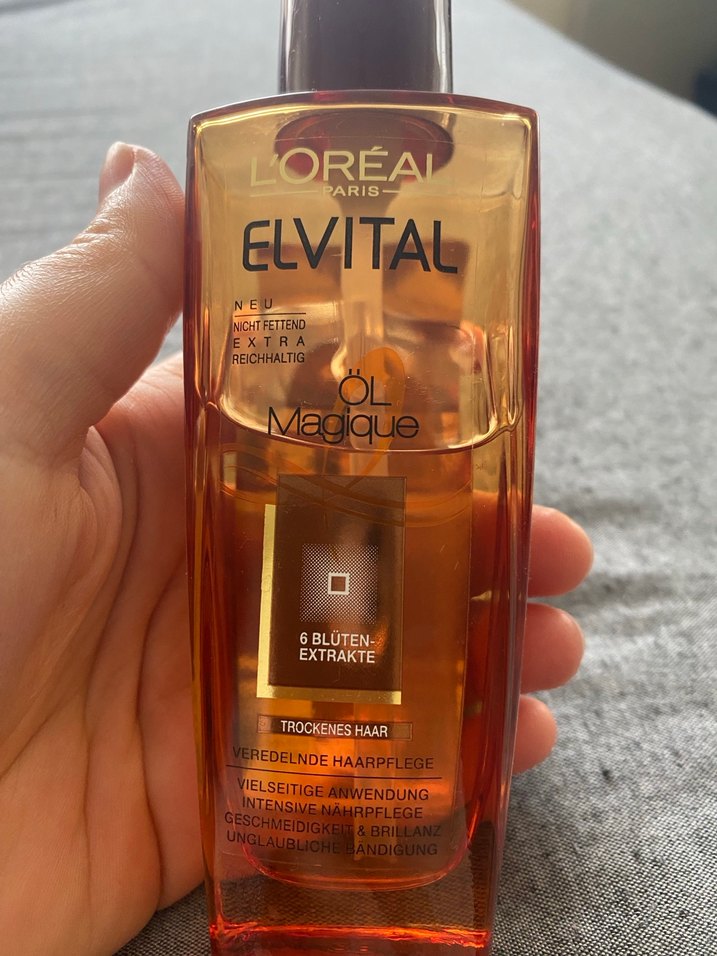 L'ORÉAL
PARIS
ELVITAL
NEU
NICHT FETTEND
EXTRA
REICHHALTIG
ÖL
Magique
6 BLÜTEN-
EXTRAKTE
TROCKENES HAAR
VEREDELNDE HAARPFLEGE
VIELSEITIGE ANWENDUNG
INTENSIVE NÄHRPFLEGE
GESCHMEIDIGKEIT & BRILLANZ
UNGLAUBLICHE BÄNDIGUNG